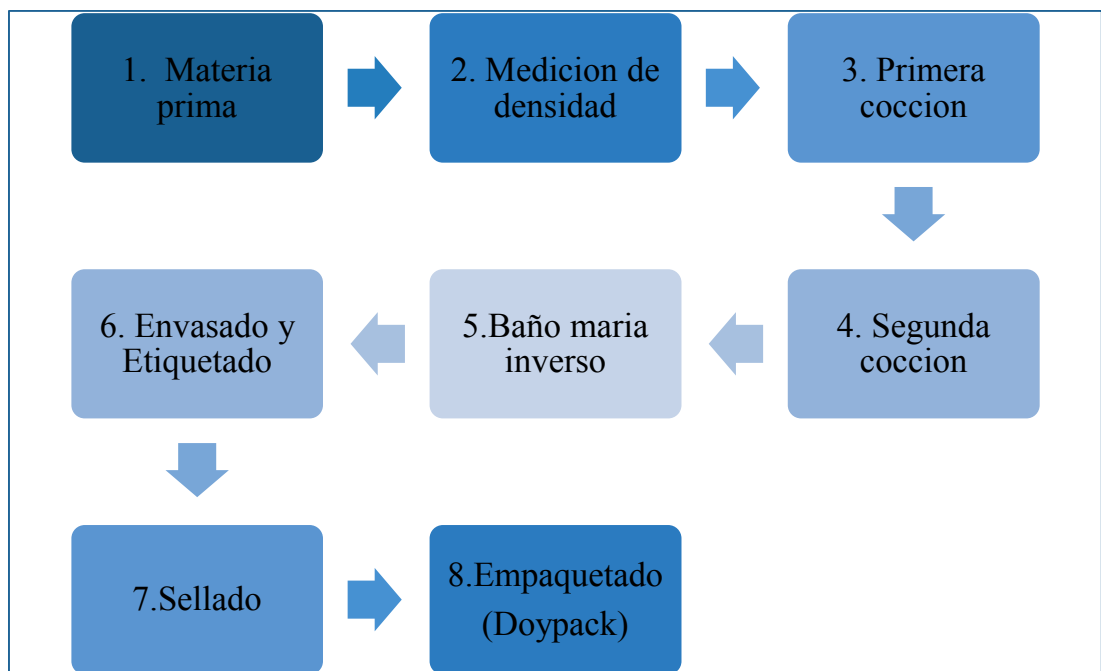 1. Materia
prima
2. Medicion de
densidad
3. Primera
coccion
4. Segunda
coccion
5.Baño maria
inverso
6. Envasado y
Etiquetado
7.Sellado
8.Empaquetado
(Doypack)